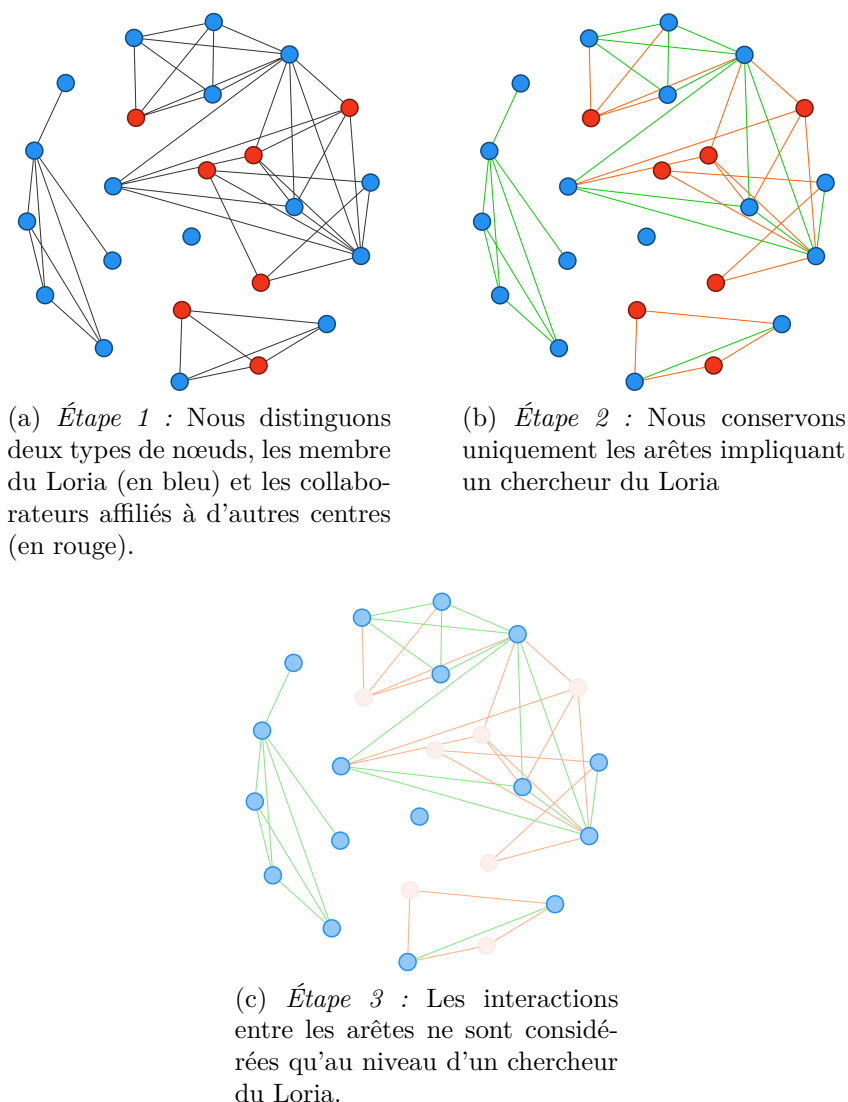 (a) Étape 1 : Nous distinguons
deux types de nœuds, les membre
du Loria (en bleu) et les collabo-
rateurs affiliés à d'autres centres
(en rouge).
(b) Étape 2 : Nous conservons
uniquement les arêtes impliquant
un chercheur du Loria
(c) Étape 3 : Les interactions
entre les arêtes ne sont considé-
rées qu'au niveau d'un chercheur
du Loria.